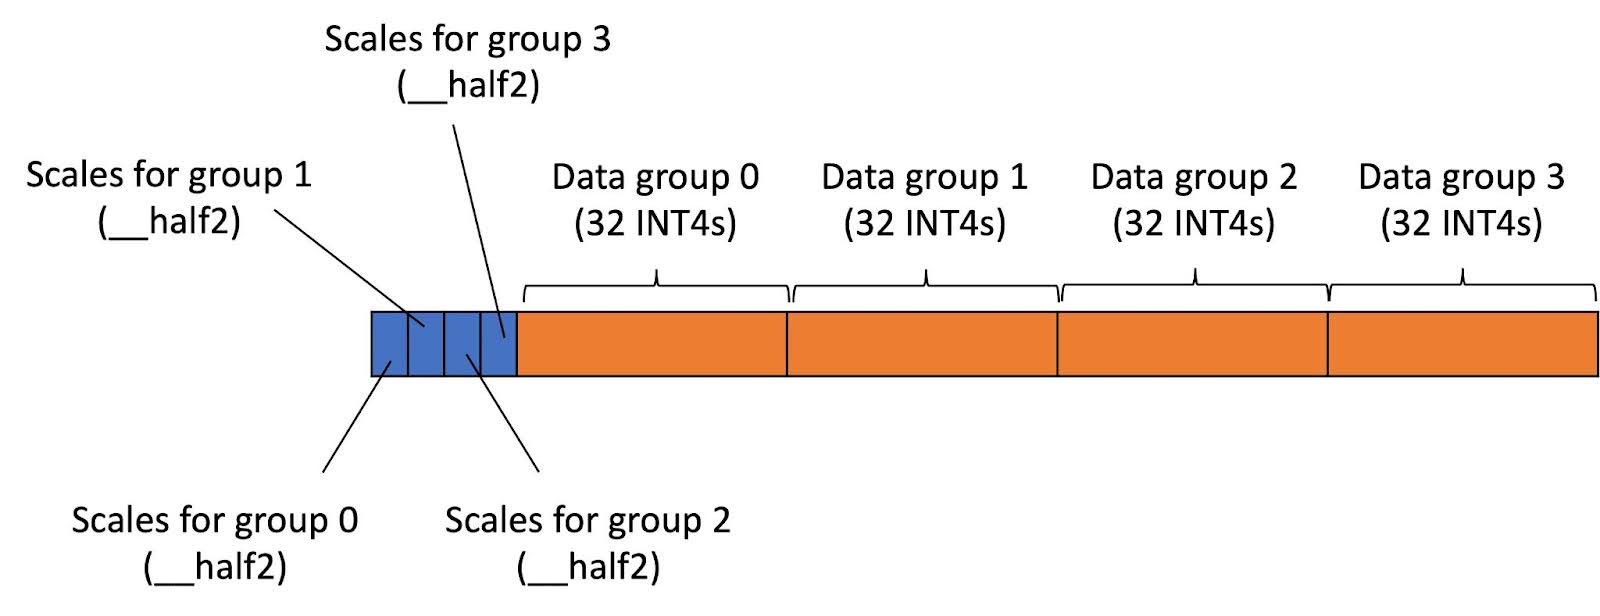 Scales for group 3
(__half2)
Scales for group 1
(__half2)
Data group 0
(32 INT4s)
Data group 1
(32 INT4s)
Data group 2
(32 INT4s)
Data group 3
(32 INT4s)
Scales for group 0
(__half2)
Scales for group 2
(__half2)